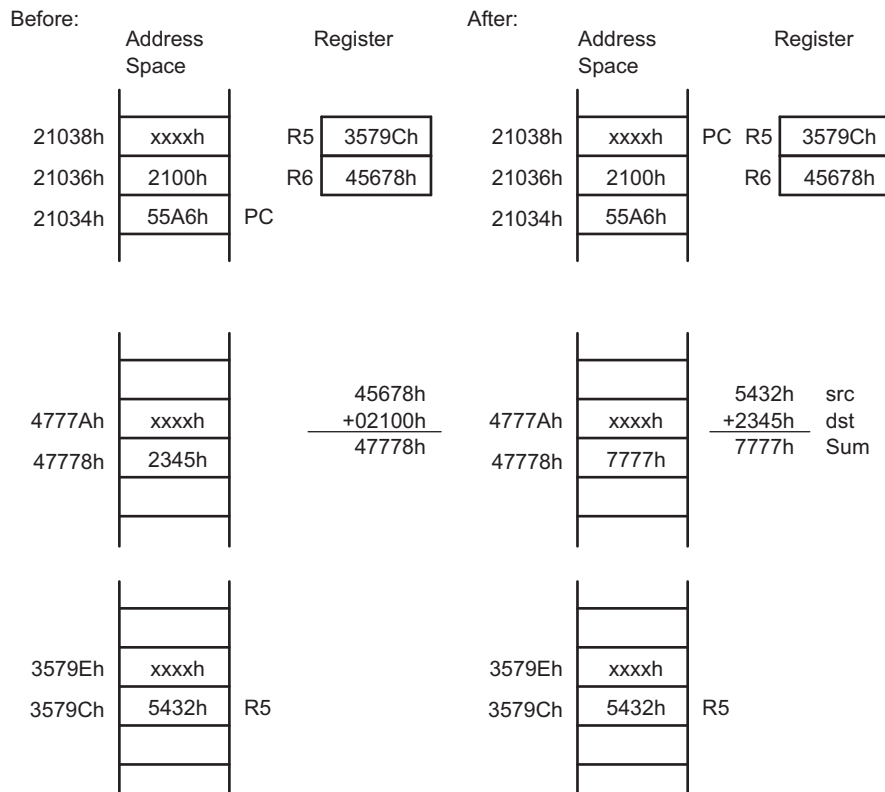 Before:
Address Space
Register
21038h xxxxh R5 3579Ch
21036h 2100h R6 45678h
21034h 55A6h PC
45678h
4777Ah xxxxh +02100h
47778h 2345h 47778h
3579Eh xxxxh
3579Ch 5432h R5
After:
Address Space
Register
21038h xxxxh PC R5 3579Ch
21036h 2100h R6 45678h
21034h 55A6h
5432h src
4777Ah xxxxh +2345h dst
47778h 7777h 7777h Sum
3579Eh xxxxh
3579Ch 5432h R5